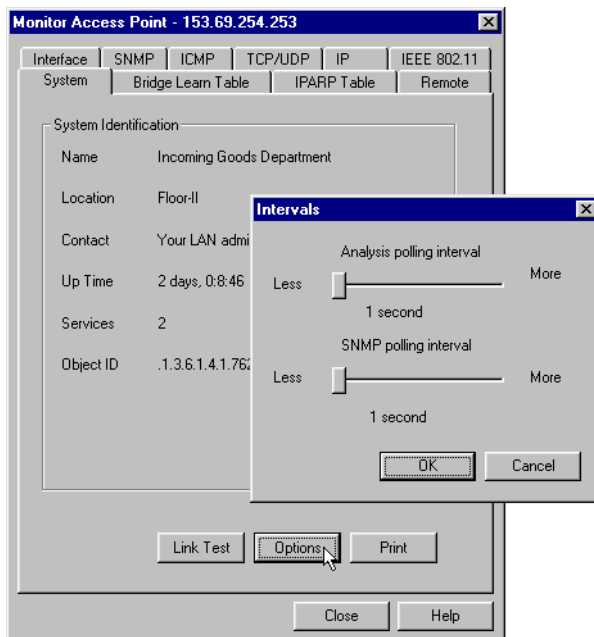 Monitor Access Point - 153.69.254.253
Interface SNMP ICMP TCP/UDP IP IEEE 802.11
System Bridge Learn Table IPARP Table Remote
System Identification
Name Incoming Goods Department
Location Floor-II
Contact Your LAN admi
Up Time 2 days, 0:8:46
Services 2
Object ID .1.3.6.1.4.1.762
Intervals
Analysis polling interval
Less More
1 second
SNMP polling interval
Less More
1 second
OK Cancel
Link Test Options Print
Close Help